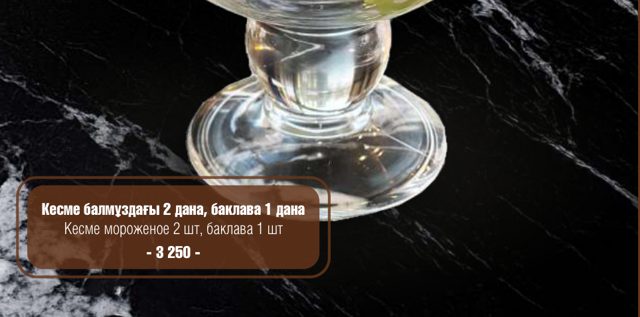 Кесме балмұздағы 2 дана, баклава 1 дана
Кесме мороженое 2 шт, баклава 1 шт
- 3 250 -